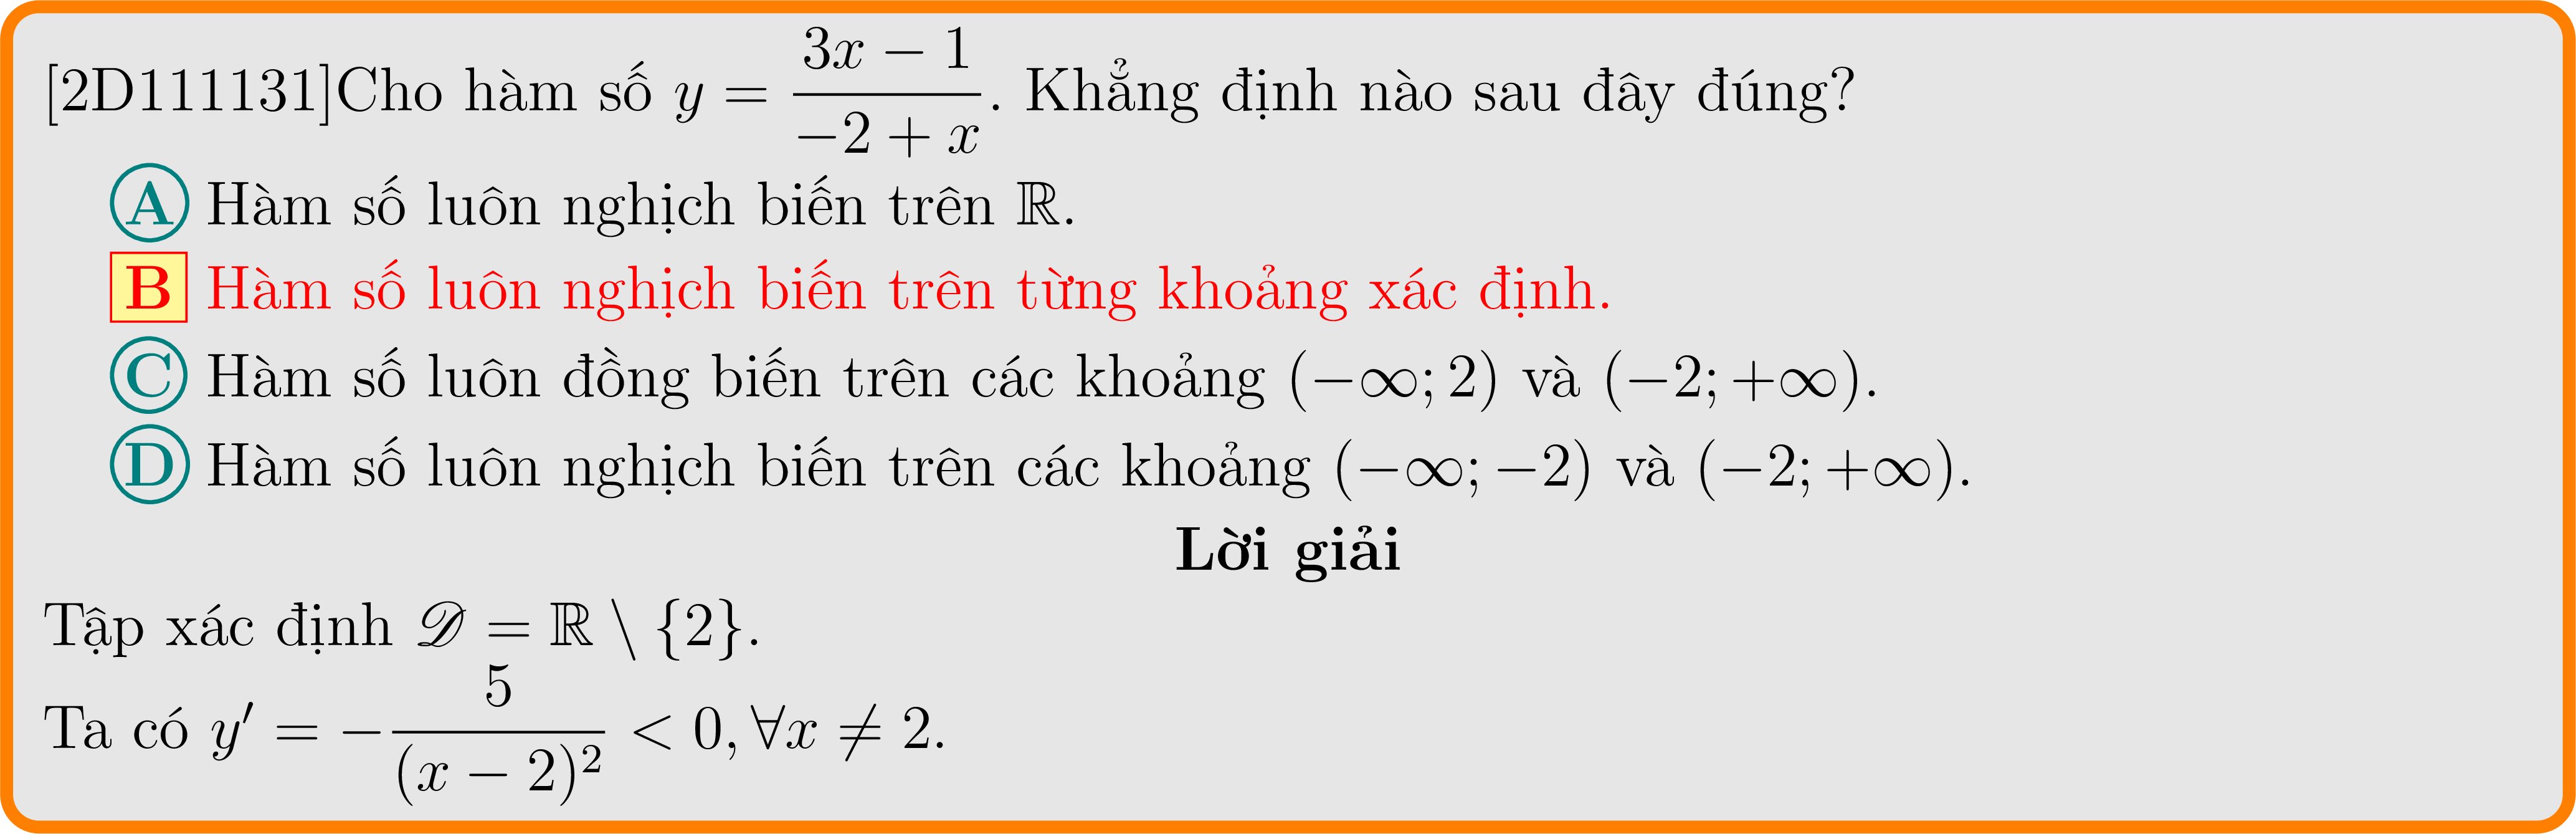 [2D111131]Cho hàm số $y = \dfrac{3x - 1}{-2 + x}$. Khẳng định nào sau đây đúng?
A Hàm số luôn nghịch biến trên $\mathbb{R}$.
B Hàm số luôn nghịch biến trên từng khoảng xác định.
C Hàm số luôn đồng biến trên các khoảng $(-\infty; 2)$ và $(-2; +\infty)$.
D Hàm số luôn nghịch biến trên các khoảng $(-\infty; -2)$ và $(-2; +\infty)$.
Lời giải
Tập xác định $\mathscr{D} = \mathbb{R} \setminus \{2\}$.
Ta có $y' = -\dfrac{5}{(x - 2)^2} < 0, \forall x \neq 2$.